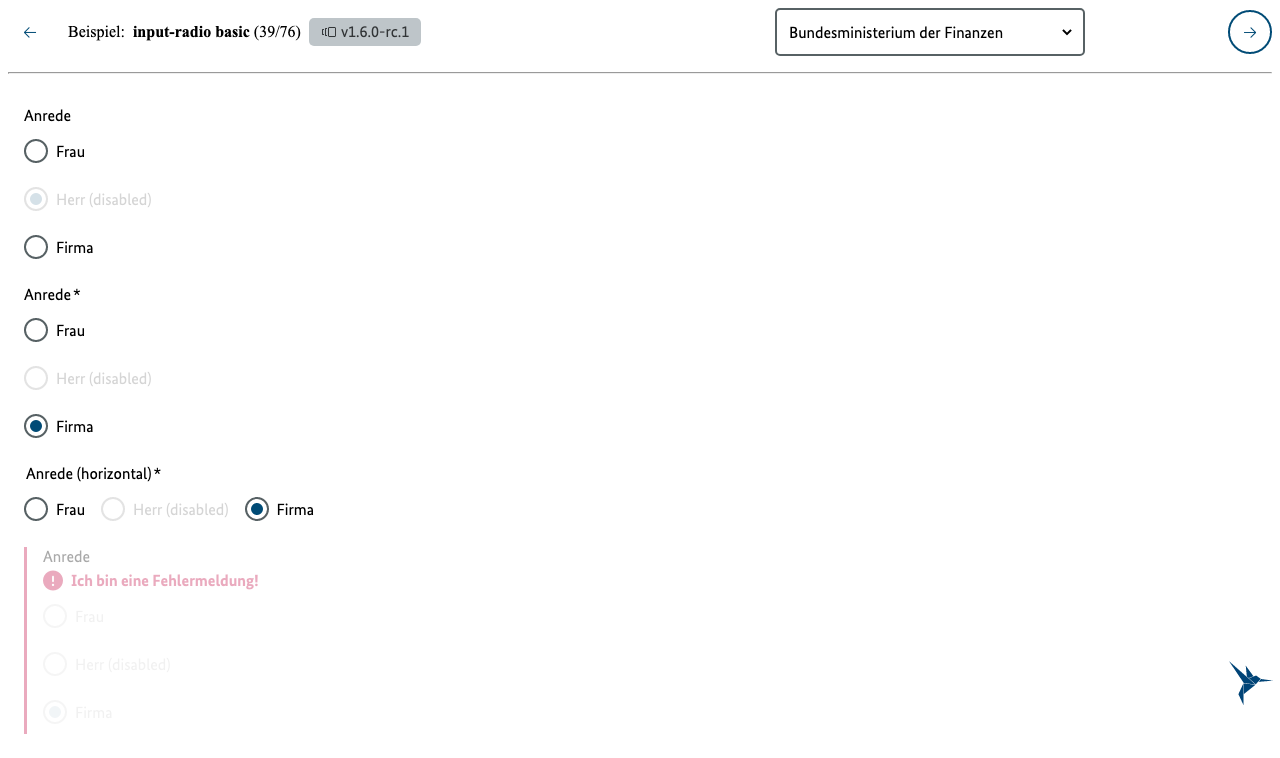 Beispiel: input-radio basic (39/76) v1.6.0-rc.1 Bundesministerium der Finanzen
Anrede
Frau
Herr (disabled)
Firma
Anrede*
Frau
Herr (disabled)
Firma
Anrede (horizontal)*
Frau Herr (disabled) Firma
Anrede
Ich bin eine Fehlermeldung!
Frau
Herr (disabled)
Firma